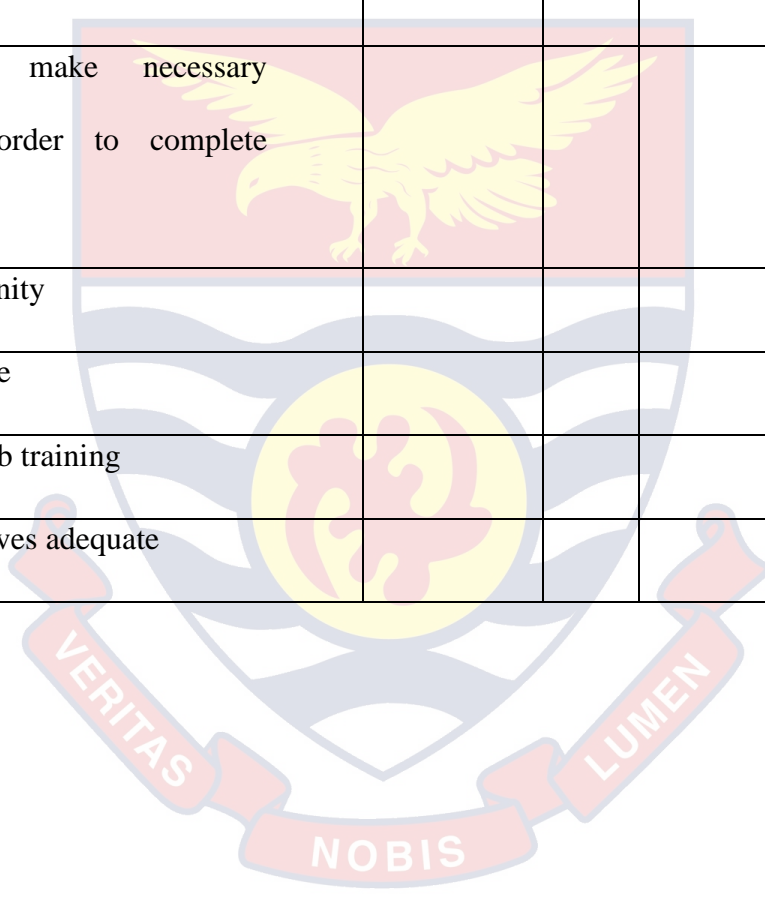 make necessary
order to complete
nity
e
b training
ves adequate
VERITAS
NOBIS
LUMEN